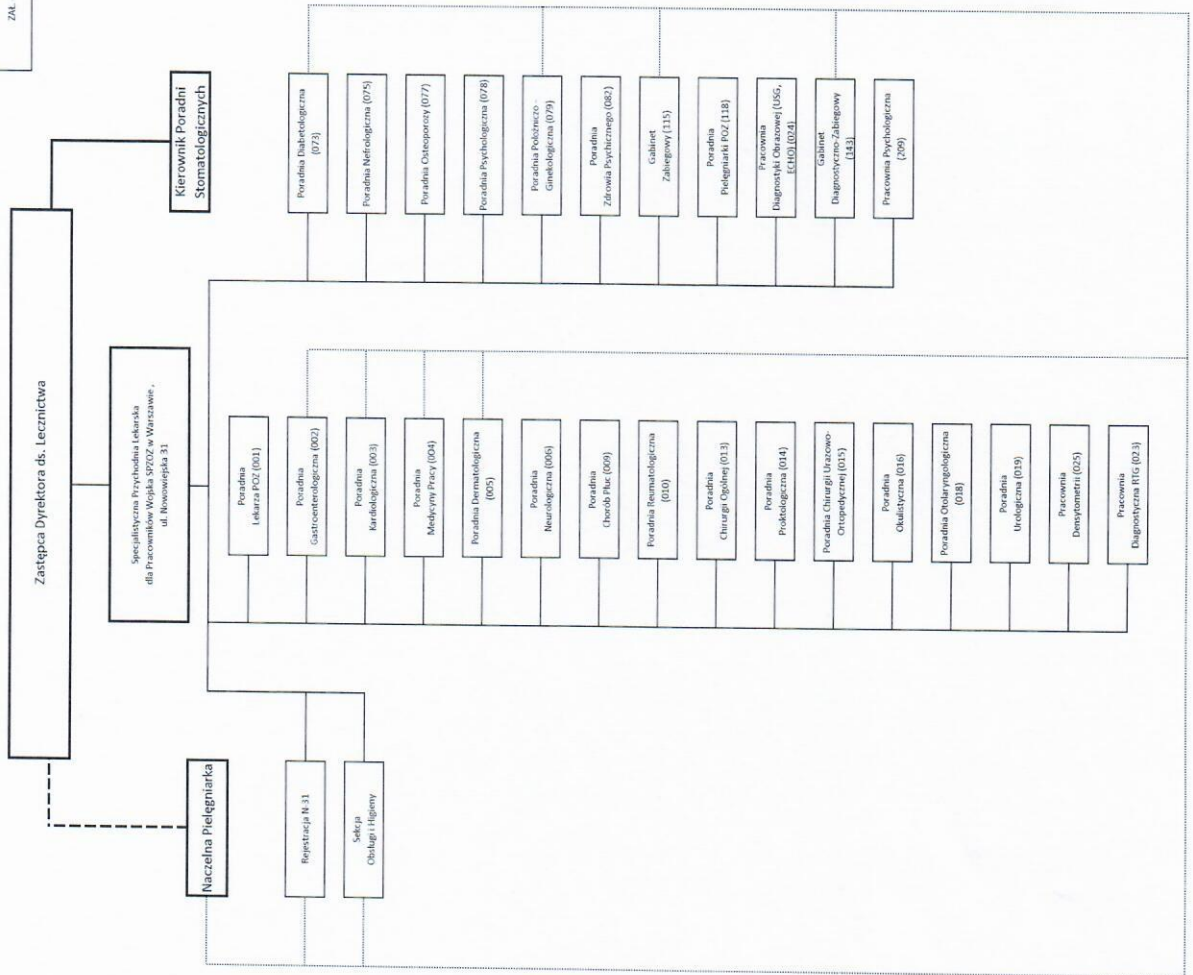 ZAŁ.
Zastępca Dyrektora ds. Lecznictwa
Naczelna Pielęgniarka
Specjalistyczna Przychodnia Lekarska
dla Pracowników Wojska SPZOZ w Warszawie ,
ul. Nowowiejska 31
Kierownik Poradni
Stomatologicznych
Rejestracja N-31
Sekcja
Obsługi i Higieny
Poradnia
Lekarza POZ (001)
Poradnia
Gastroenterologiczna (002)
Poradnia
Kardiologiczna (003)
Poradnia
Medycyny Pracy (004)
Poradnia Dermatologiczna
(005)
Poradnia
Neurologiczna (006)
Poradnia
Chorób Płuc (009)
Poradnia Reumatologiczna
(010)
Poradnia
Chirurgii Ogólnej (013)
Poradnia
Proktologiczna (014)
Poradnia Chirurgii Urazowo-
Ortopedycznej (015)
Poradnia
Okulistyczna (016)
Poradnia Otolaryngologiczna
(018)
Poradnia
Urologiczna (019)
Pracownia
Densytometrii (025)
Pracownia
Diagnostyczna RTG (023)
Poradnia Diabetologiczna
(073)
Poradnia Nefrologiczna (075)
Poradnia Osteoporozy (077)
Poradnia Psychologiczna (078)
Poradnia Położniczo -
Ginekologiczna (079)
Poradnia
Zdrowia Psychicznego (082)
Gabinet
Zabiegowy (115)
Poradnia
Pielęgniarki POZ (118)
Pracownia
Diagnostyki Obrazowej (USG,
ECHO) (024)
Gabinet
Diagnostyczno-Zabiegowy
(143)
Pracownia Psychologiczna
(209)